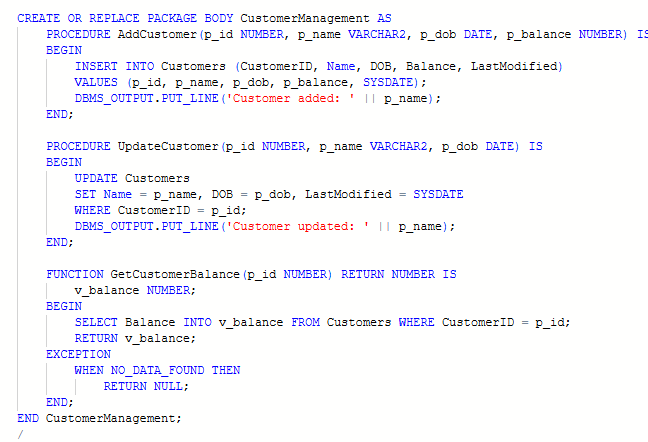 CREATE OR REPLACE PACKAGE BODY CustomerManagement AS
    PROCEDURE AddCustomer(p_id NUMBER, p_name VARCHAR2, p_dob DATE, p_balance NUMBER) IS
    BEGIN
        INSERT INTO Customers (CustomerID, Name, DOB, Balance, LastModified)
        VALUES (p_id, p_name, p_dob, p_balance, SYSDATE);
        DBMS_OUTPUT.PUT_LINE('Customer added: ' || p_name);
    END;

    PROCEDURE UpdateCustomer(p_id NUMBER, p_name VARCHAR2, p_dob DATE) IS
    BEGIN
        UPDATE Customers
        SET Name = p_name, DOB = p_dob, LastModified = SYSDATE
        WHERE CustomerID = p_id;
        DBMS_OUTPUT.PUT_LINE('Customer updated: ' || p_name);
    END;

    FUNCTION GetCustomerBalance(p_id NUMBER) RETURN NUMBER IS
        v_balance NUMBER;
    BEGIN
        SELECT Balance INTO v_balance FROM Customers WHERE CustomerID = p_id;
        RETURN v_balance;
    EXCEPTION
        WHEN NO_DATA_FOUND THEN
            RETURN NULL;
    END;
END CustomerManagement;
/